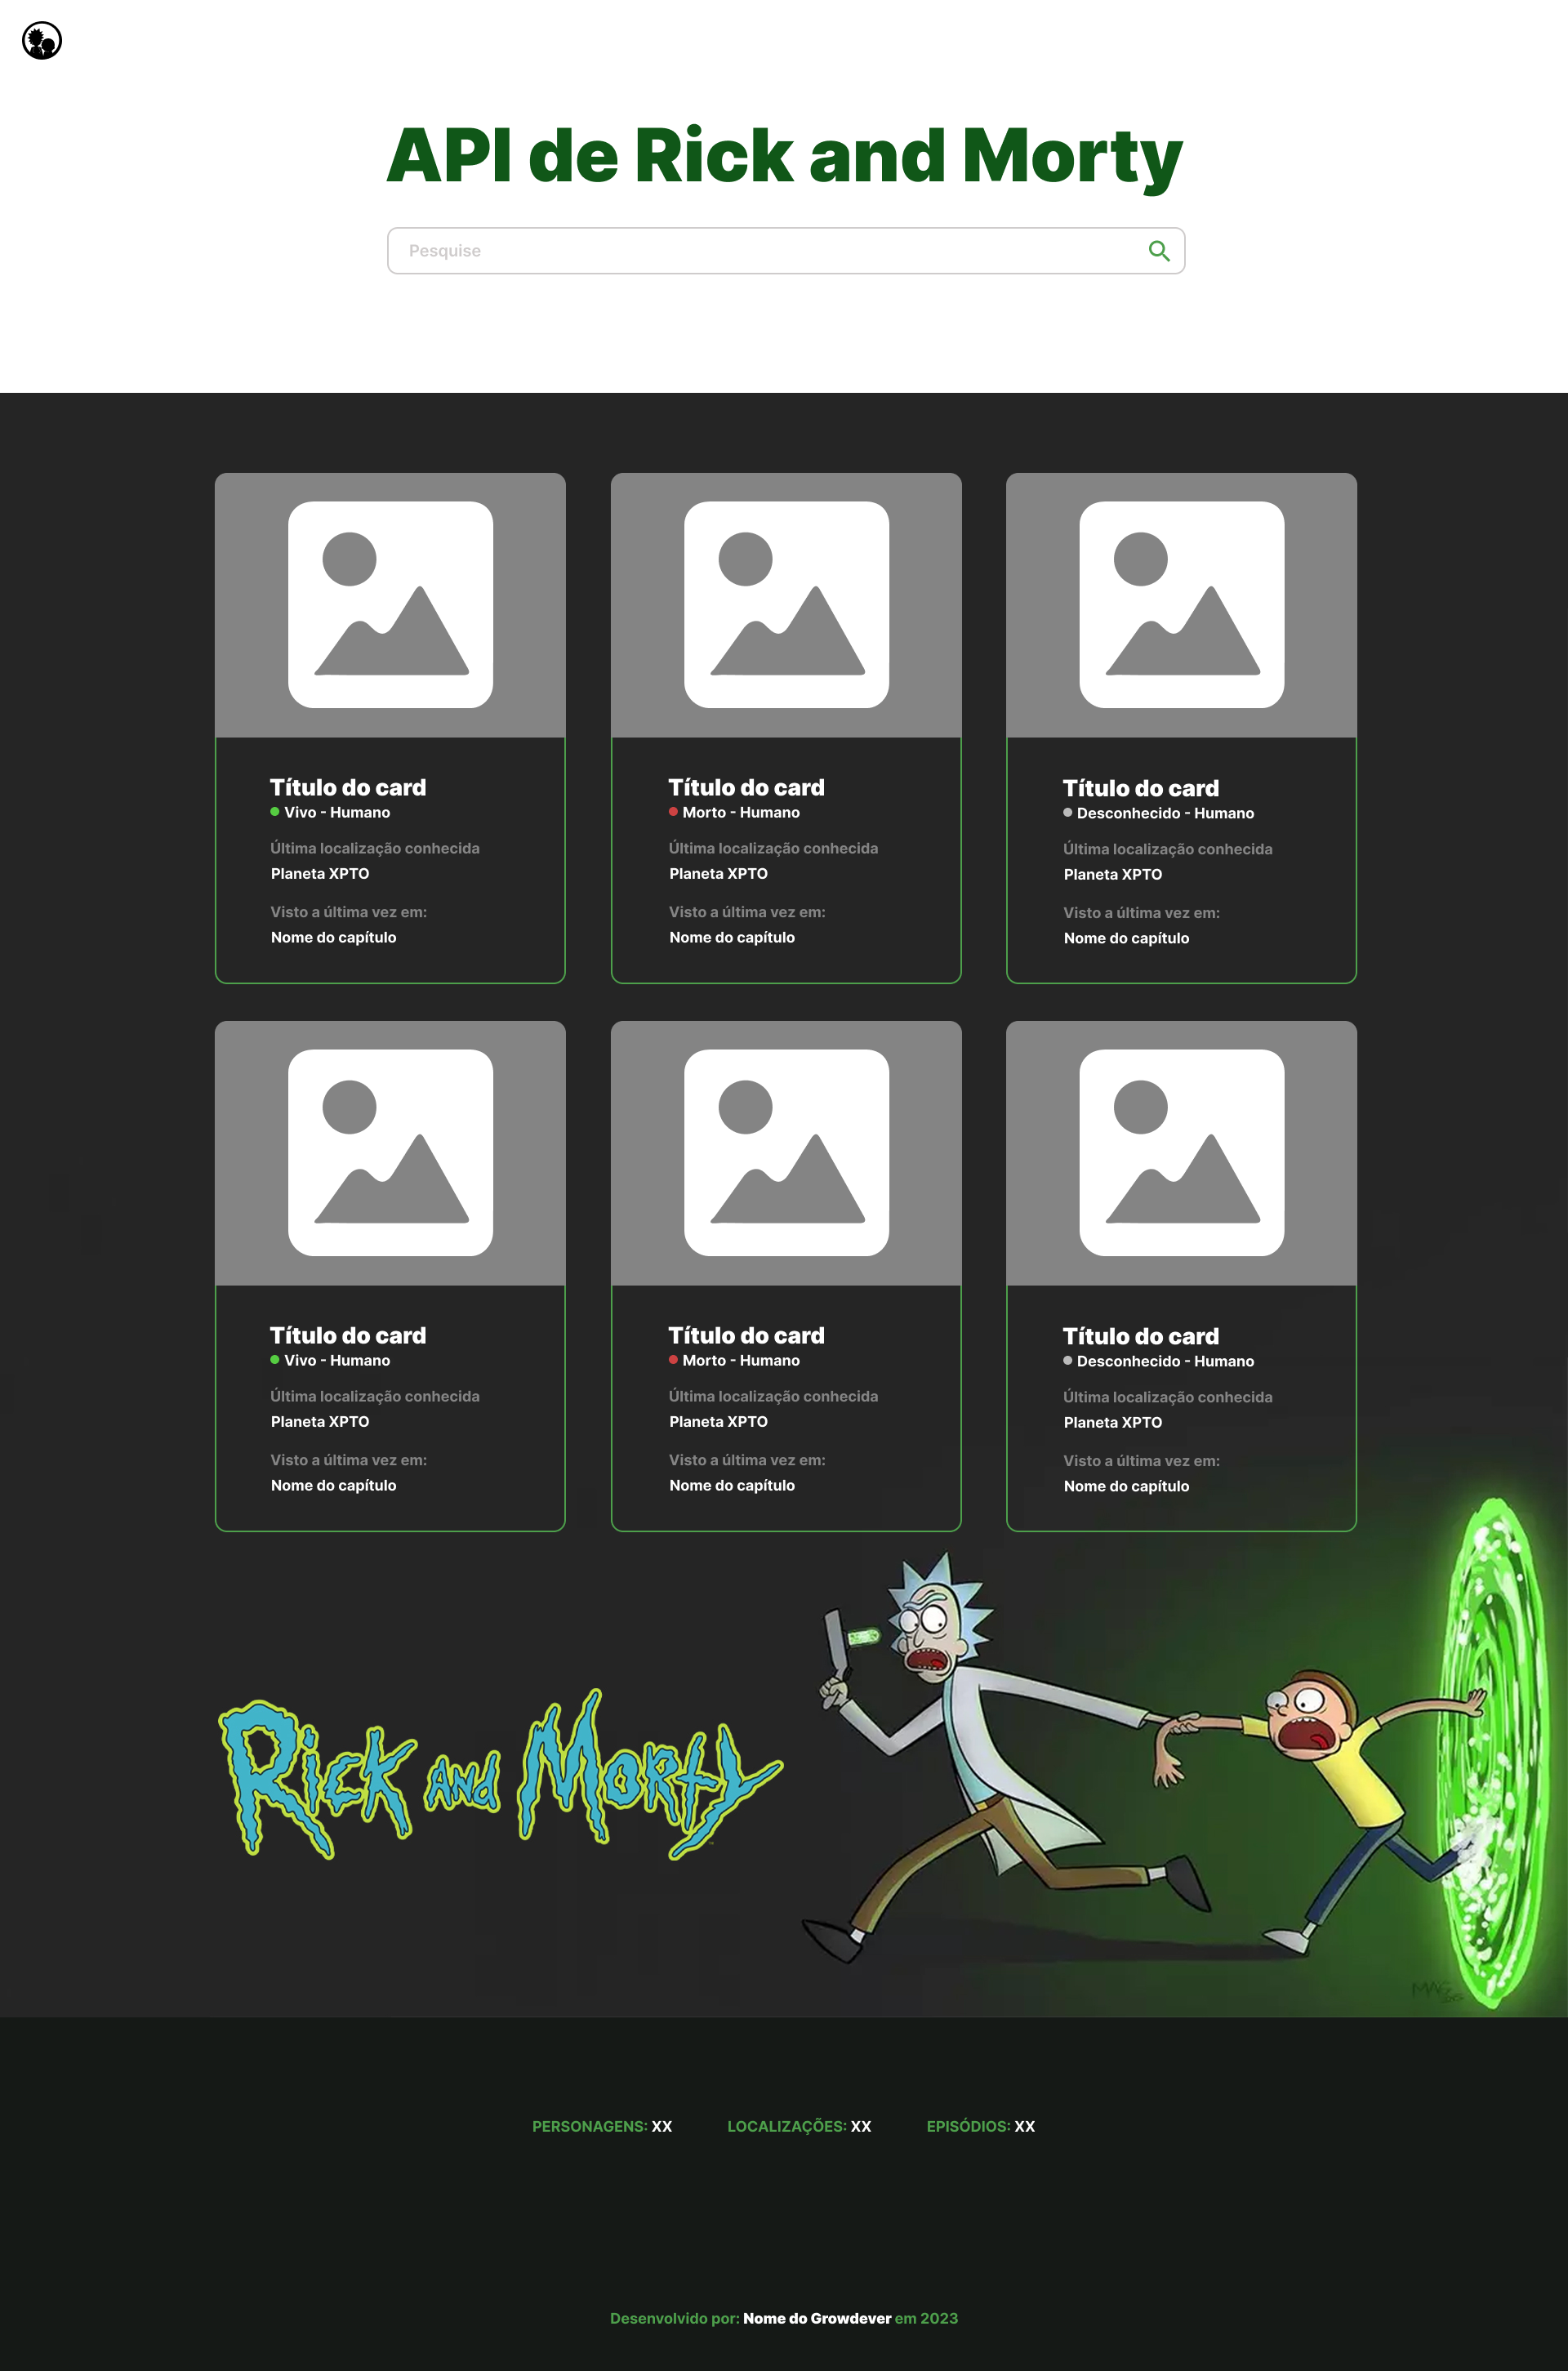 API de Rick and Morty
Pesquise
Título do card
Vivo - Humano
Última localização conhecida
Planeta XPTO
Visto a última vez em:
Nome do capítulo
Título do card
Morto - Humano
Última localização conhecida
Planeta XPTO
Visto a última vez em:
Nome do capítulo
Título do card
Desconhecido - Humano
Última localização conhecida
Planeta XPTO
Visto a última vez em:
Nome do capítulo
Título do card
Vivo - Humano
Última localização conhecida
Planeta XPTO
Visto a última vez em:
Nome do capítulo
Título do card
Morto - Humano
Última localização conhecida
Planeta XPTO
Visto a última vez em:
Nome do capítulo
Título do card
Desconhecido - Humano
Última localização conhecida
Planeta XPTO
Visto a última vez em:
Nome do capítulo
Rick and Morty
PERSONAGENS: XX
LOCALIZAÇÕES: XX
EPISÓDIOS: XX
Desenvolvido por: Nome do Growdever em 2023